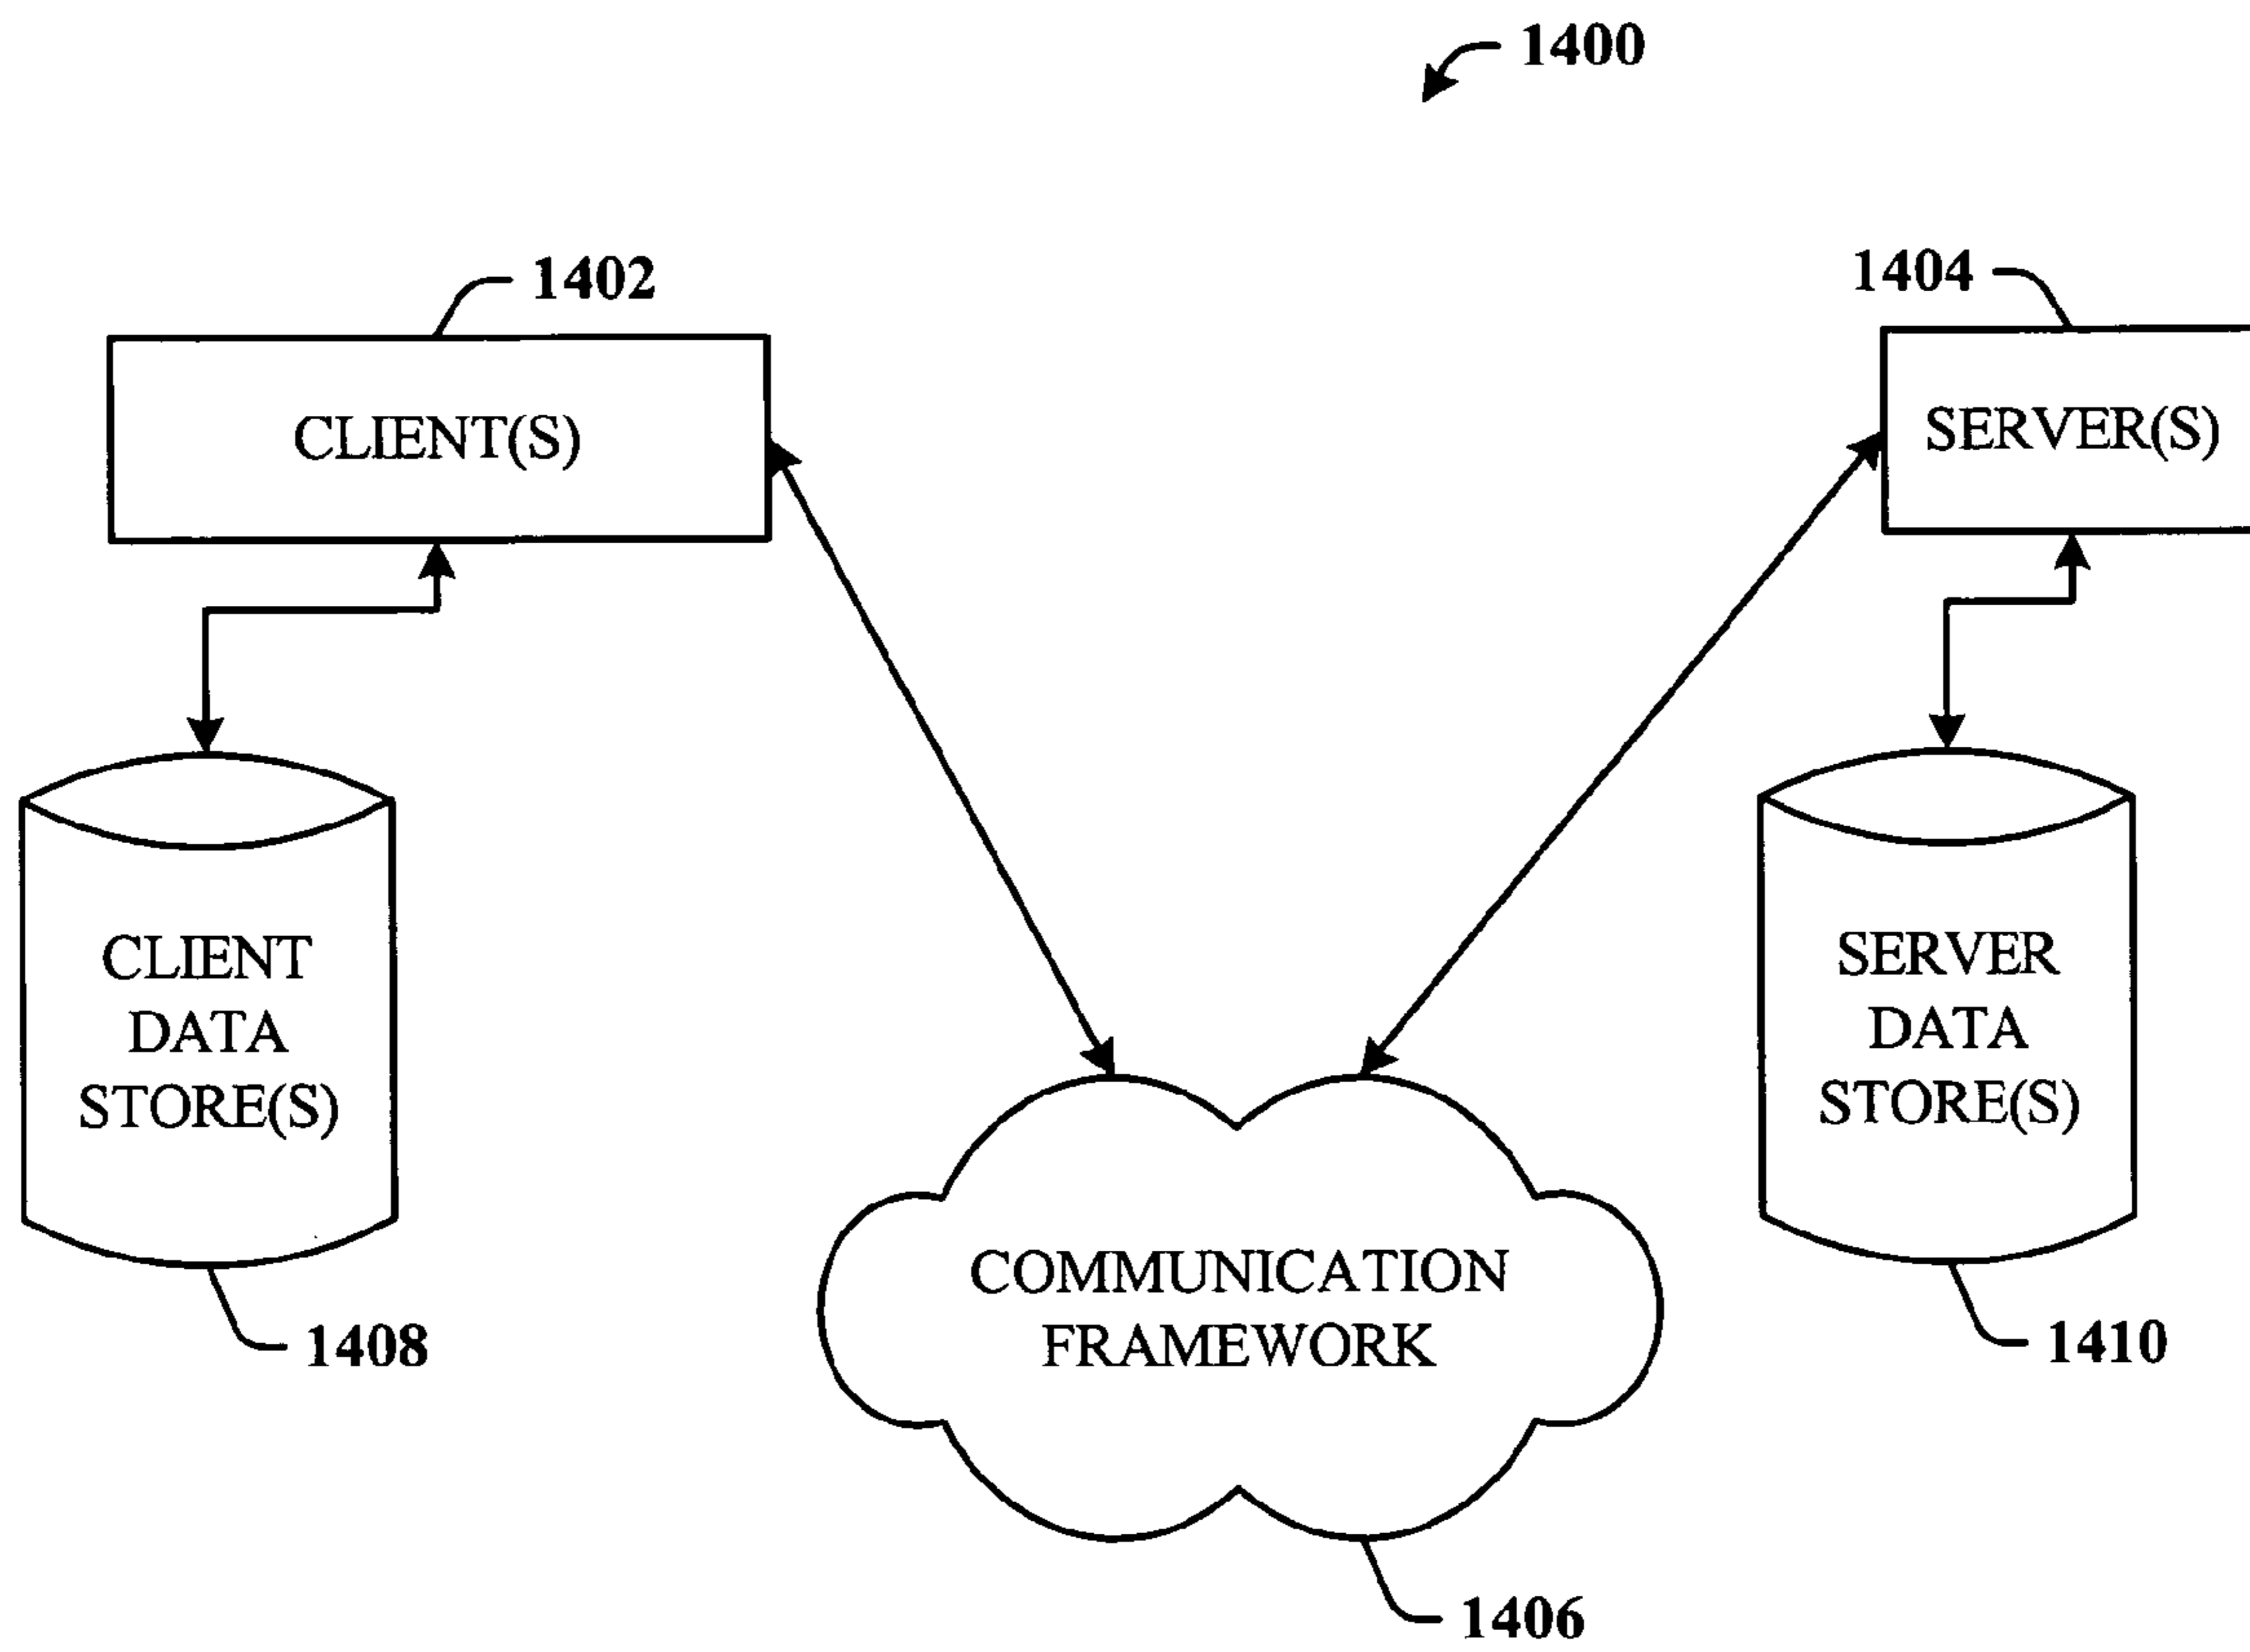 1400
1402
1404
CLIENT(S)
SERVER(S)
CLIENT
DATA
STORE(S)
SERVER
DATA
STORE(S)
COMMUNICATION
FRAMEWORK
1408
1410
1406